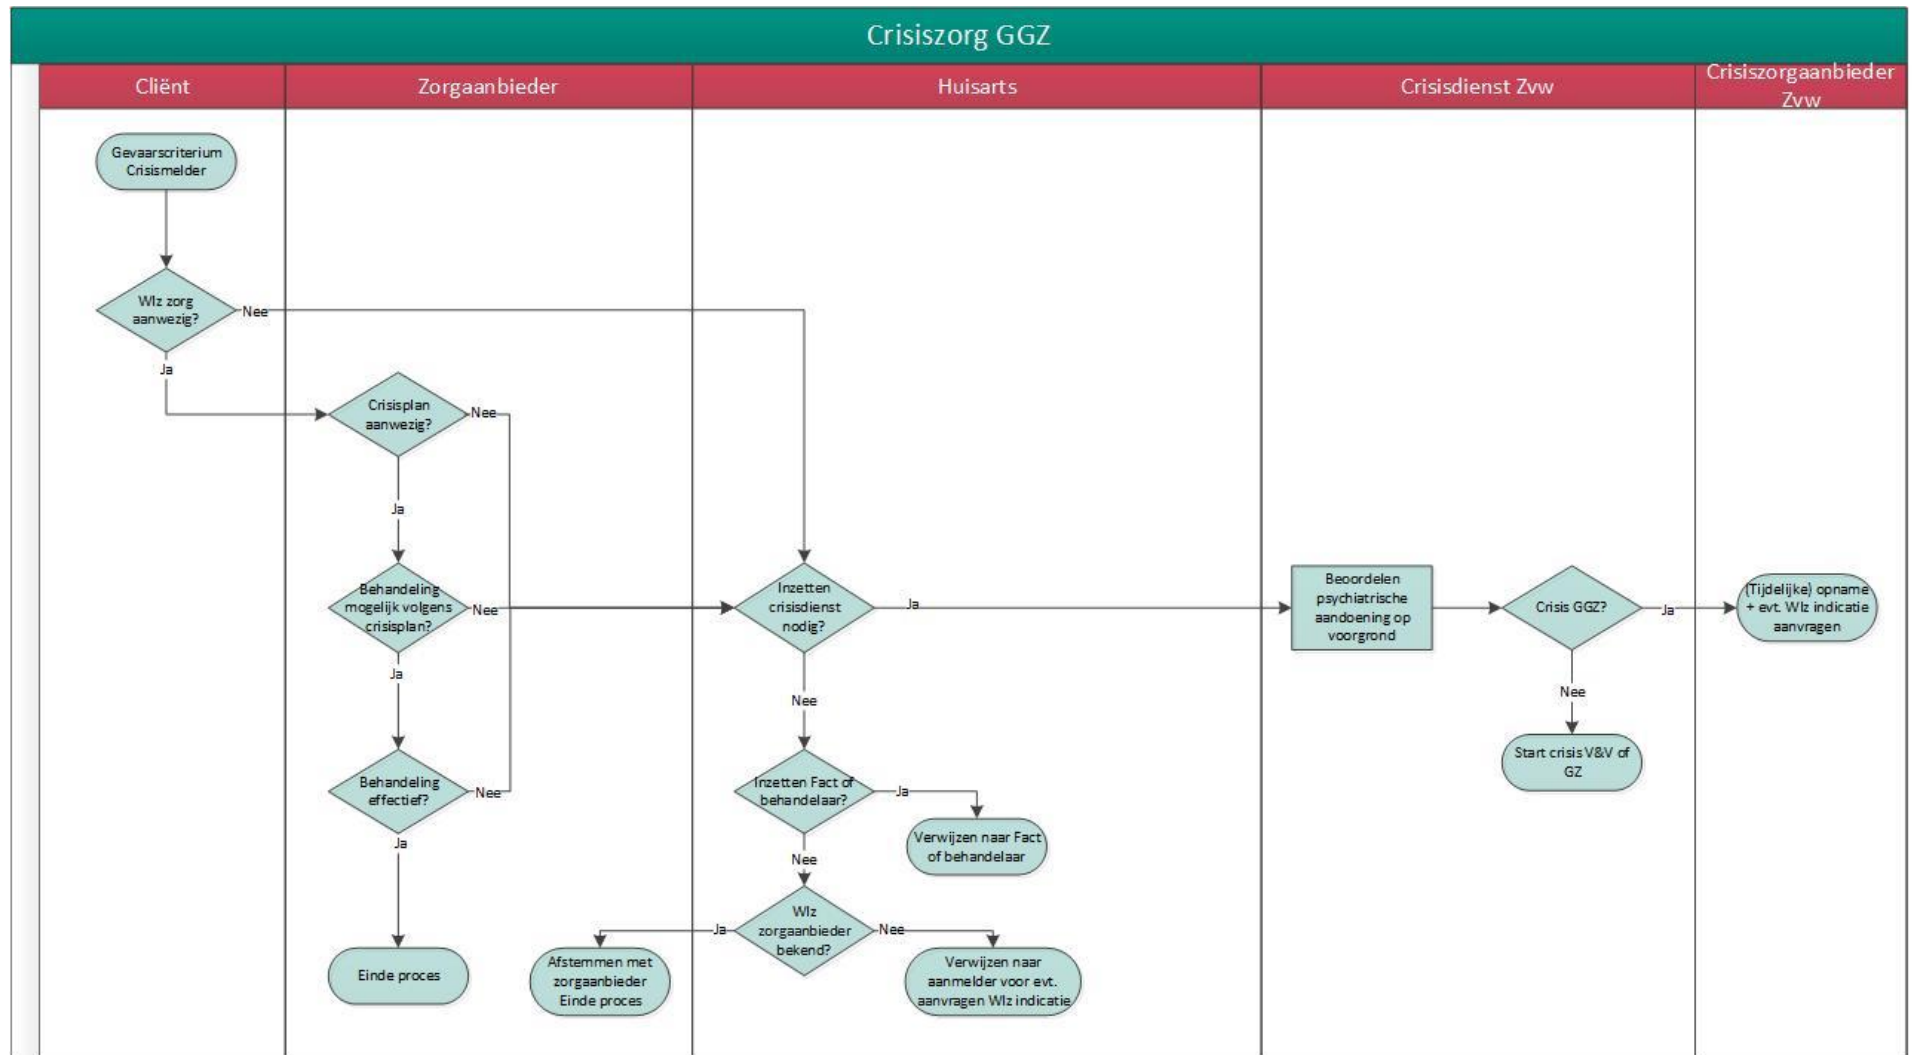 Crisiszorg GGZ
Cliënt
Zorgaanbieder
Huisarts
Crisisdienst Zvw
Crisiszorgaanbieder
Zvw
Gevaarscriterium
Crisismelder
Wlz zorg
aanwezig?
Nee
Ja
Crisisplan
aanwezig?
Nee
Ja
Behandeling
mogelijk volgens
crisisplan?
Nee
Ja
Behandeling
effectief?
Nee
Ja
Einde proces
Inzetten
crisisdienst
nodig?
Ja
Nee
Inzetten Fact of
behandelaar?
Ja
Verwijzen naar Fact
of behandelaar
Nee
Wlz
zorgaanbieder
bekend?
Ja
Afstemmen met
zorgaanbieder
Einde proces
Nee
Verwijzen naar
aanmelder voor evt.
aanvragen Wlz indicatie
Beoordelen
psychiatrische
aandoening op
voorgrond
Crisis GGZ?
Ja
Nee
Start crisis V&V of
GZ
(Tijdelijke) opname
+ evt. Wlz indicatie
aanvragen